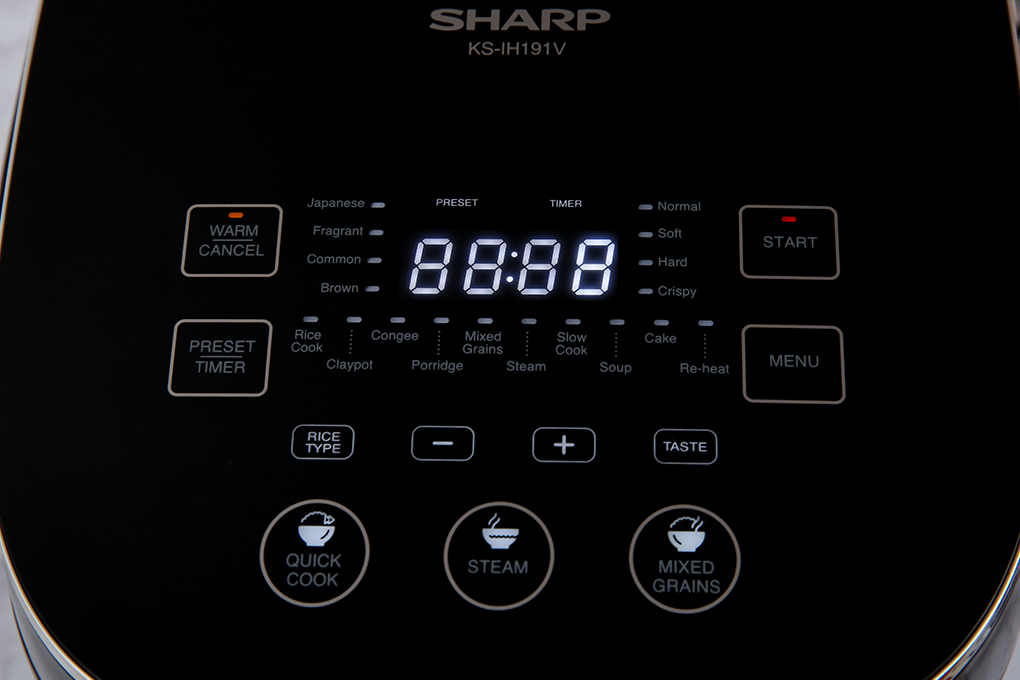 SHARP
KS-IH191V
WARM
CANCEL
Japanese
Fragrant
Common
Brown
PRESET
TIMER
88:88
Normal
Soft
Hard
Crispy
START
PRESET
TIMER
Rice
Cook
Claypot
Congee
Porridge
Mixed
Grains
Steam
Slow
Cook
Soup
Cake
Re-heat
MENU
RICE
TYPE
−
+
TASTE
QUICK
COOK
STEAM
MIXED
GRAINS